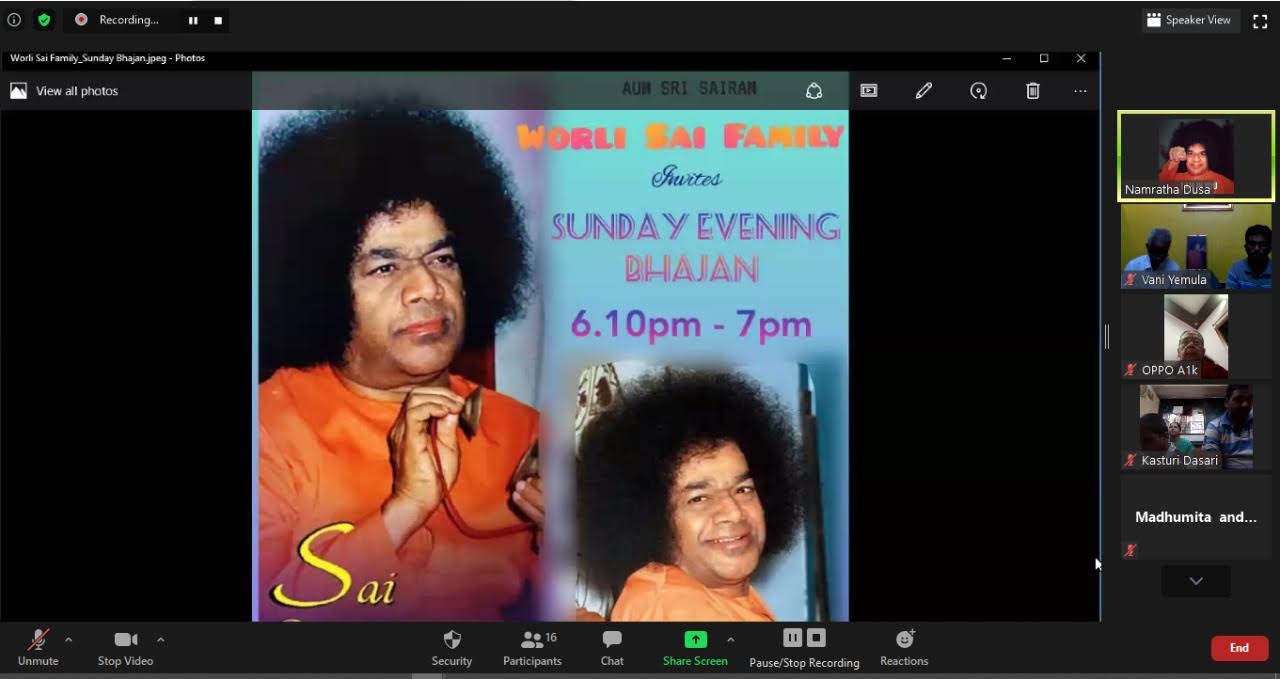 Recording...
Speaker View
Worli Sai Family_Sunday Bhajan.jpeg - Photos
View all photos
AUM SRI SAIRAM
WORLI SAI FAMILY
Invites
SUNDAY EVENING
BHAJAN
6.10pm - 7pm
Sai
Namratha Dusa
Vani Yemula
OPPO A1k
Kasturi Dasari
Madhumita and...
Unmute
Stop Video
Security
16
Participants
Chat
Share Screen
Pause/Stop Recording
Reactions
End